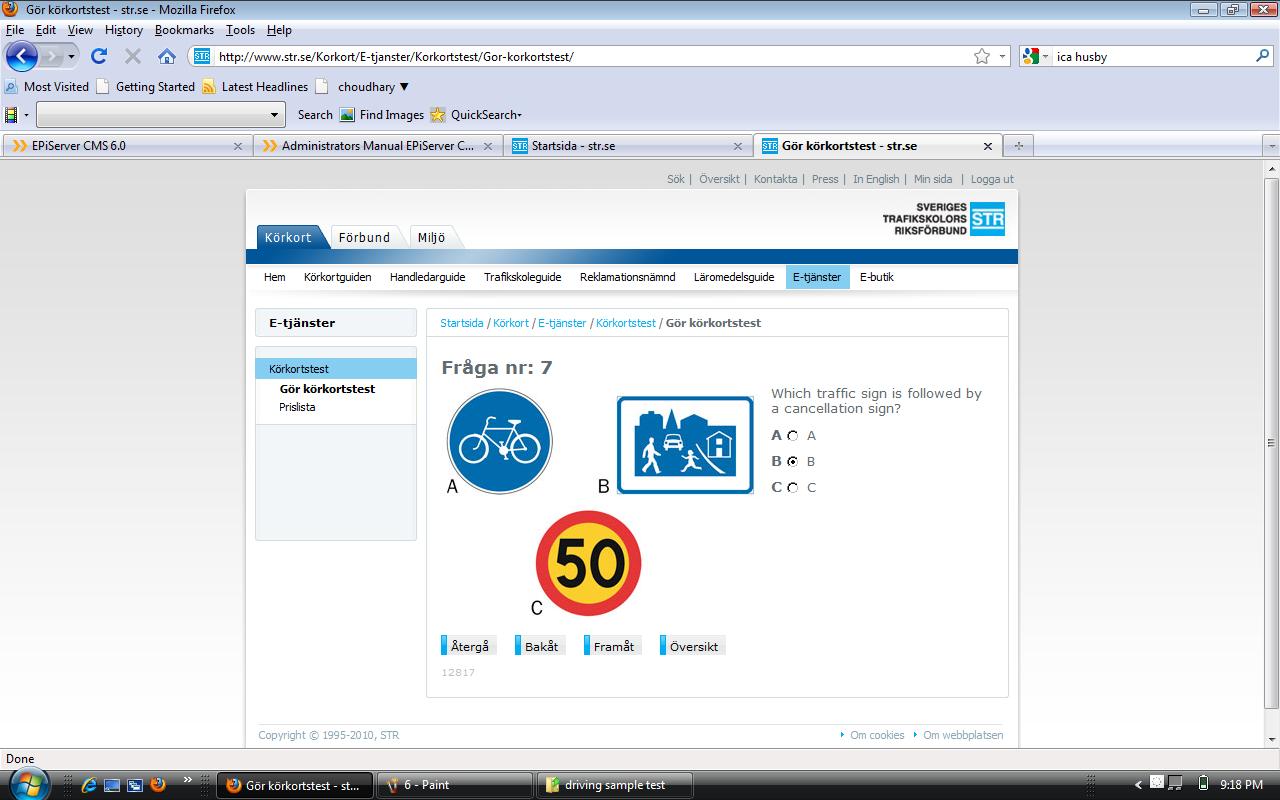 Gör körkortstest - str.se - Mozilla Firefox
File Edit View History Bookmarks Tools Help
STR http://www.str.se/Korkort/E-tjanster/Korkortstest/Gor-korkortstest/ ica husby
Most Visited Getting Started Latest Headlines choudhary ▼
Search Find Images QuickSearch
EPiServer CMS 6.0 Administrators Manual EPiServer C... STR Startsida - str.se STR Gör körkortstest - str.se
Sök | Översikt | Kontakta | Press | In English | Min sida | Logga ut
SVERIGES
TRAFIKSKOLORS STR
RIKSFÖRBUND
Körkort Förbund Miljö
Hem Körkortguiden Handledarguide Trafikskoleguide Reklamationsnämnd Läromedelsguide E-tjänster E-butik
E-tjänster
Körkortstest
Gör körkortstest
Prislista
Startsida / Körkort / E-tjänster / Körkortstest / Gör körkortstest
Fråga nr: 7
A
B
50
C
Which traffic sign is followed by
a cancellation sign?
A A
B B
C C
Återgå Bakåt Framåt Översikt
12817
Copyright © 1995-2010, STR Om cookies Om webbplatsen
Done
» Gör körkortstest - st... 6 - Paint driving sample test < 9:18 PM